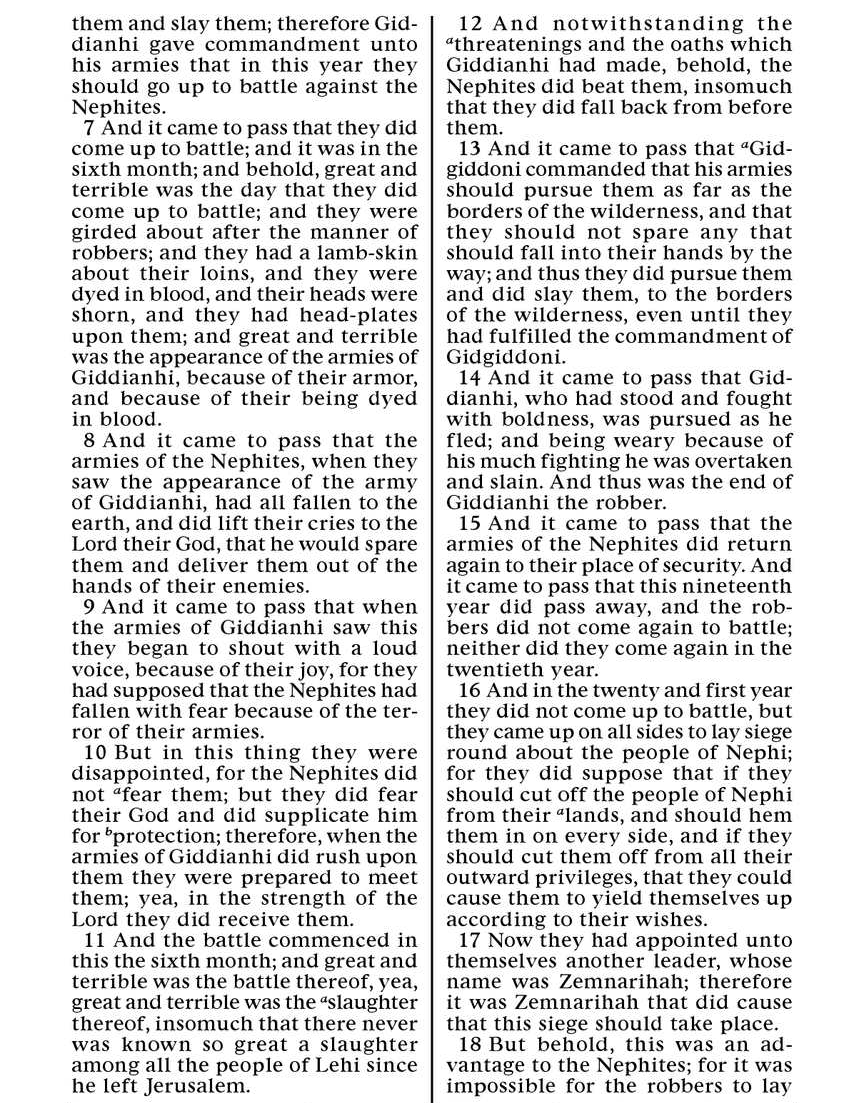 them and slay them; therefore Gid-
dianhi gave commandment unto
his armies that in this year they
should go up to battle against the
Nephites.
7 And it came to pass that they did
come up to battle; and it was in the
sixth month; and behold, great and
terrible was the day that they did
come up to battle; and they were
girded about after the manner of
robbers; and they had a lamb-skin
about their loins, and they were
dyed in blood, and their heads were
shorn, and they had head-plates
upon them; and great and terrible
was the appearance of the armies of
Giddianhi, because of their armor,
and because of their being dyed
in blood.
8 And it came to pass that the
armies of the Nephites, when they
saw the appearance of the army
of Giddianhi, had all fallen to the
earth, and did lift their cries to the
Lord their God, that he would spare
them and deliver them out of the
hands of their enemies.
9 And it came to pass that when
the armies of Giddianhi saw this
they began to shout with a loud
voice, because of their joy, for they
had supposed that the Nephites had
fallen with fear because of the ter-
ror of their armies.
10 But in this thing they were
disappointed, for the Nephites did
not afear them; but they did fear
their God and did supplicate him
for bprotection; therefore, when the
armies of Giddianhi did rush upon
them they were prepared to meet
them; yea, in the strength of the
Lord they did receive them.
11 And the battle commenced in
this the sixth month; and great and
terrible was the battle thereof, yea,
great and terrible was the aslaughter
thereof, insomuch that there never
was known so great a slaughter
among all the people of Lehi since
he left Jerusalem.
12 And notwithstanding the
athreatenings and the oaths which
Giddianhi had made, behold, the
Nephites did beat them, insomuch
that they did fall back from before
them.
13 And it came to pass that aGid-
giddoni commanded that his armies
should pursue them as far as the
borders of the wilderness, and that
they should not spare any that
should fall into their hands by the
way; and thus they did pursue them
and did slay them, to the borders
of the wilderness, even until they
had fulfilled the commandment of
Gidgiddoni.
14 And it came to pass that Gid-
dianhi, who had stood and fought
with boldness, was pursued as he
fled; and being weary because of
his much fighting he was overtaken
and slain. And thus was the end of
Giddianhi the robber.
15 And it came to pass that the
armies of the Nephites did return
again to their place of security. And
it came to pass that this nineteenth
year did pass away, and the rob-
bers did not come again to battle;
neither did they come again in the
twentieth year.
16 And in the twenty and first year
they did not come up to battle, but
they came up on all sides to lay siege
round about the people of Nephi;
for they did suppose that if they
should cut off the people of Nephi
from their alands, and should hem
them in on every side, and if they
should cut them off from all their
outward privileges, that they could
cause them to yield themselves up
according to their wishes.
17 Now they had appointed unto
themselves another leader, whose
name was Zemnarihah; therefore
it was Zemnarihah that did cause
that this siege should take place.
18 But behold, this was an ad-
vantage to the Nephites; for it was
impossible for the robbers to lay